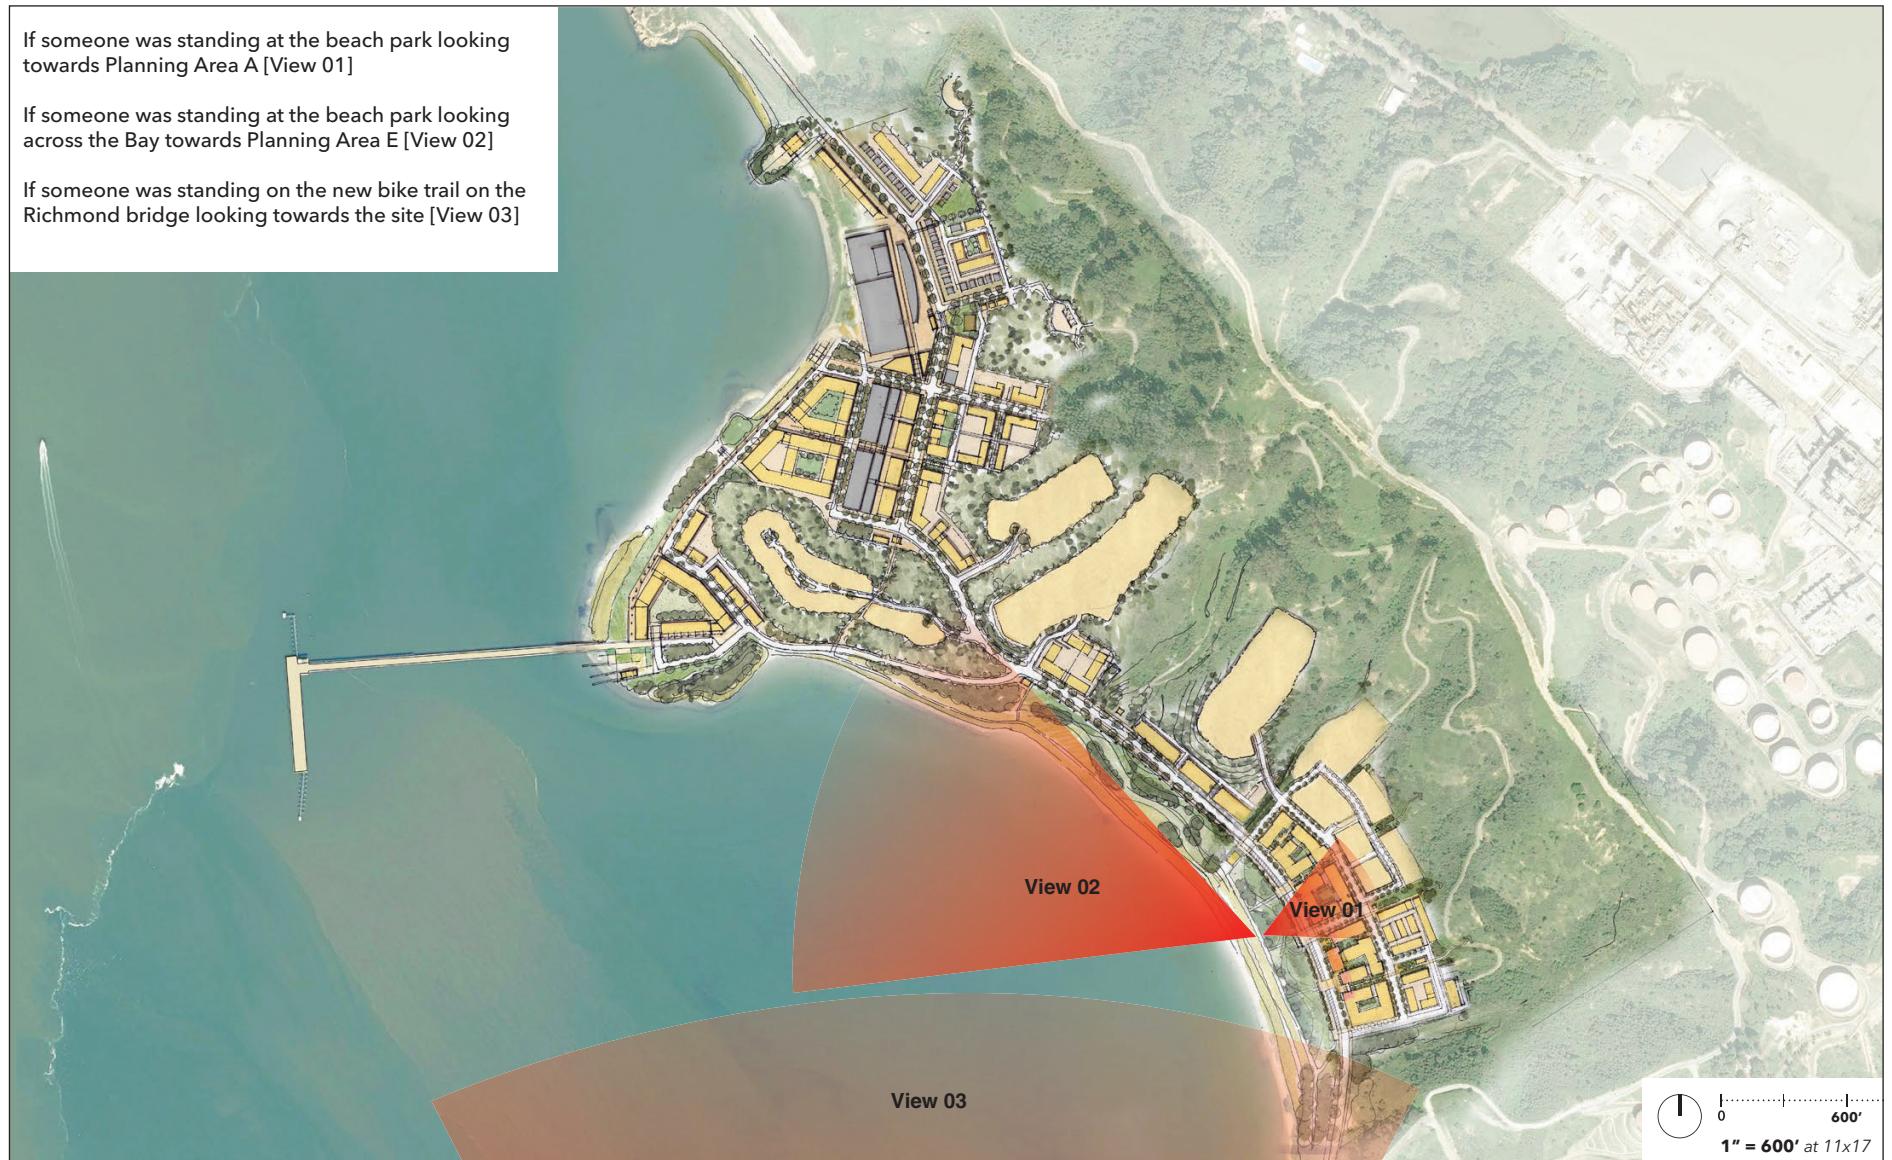 If someone was standing at the beach park looking
towards Planning Area A [View 01]
If someone was standing at the beach park looking
across the Bay towards Planning Area E [View 02]
If someone was standing on the new bike trail on the
Richmond bridge looking towards the site [View 03]
View 02
View 01
View 03
0
600’
1” = 600’ at 11x17